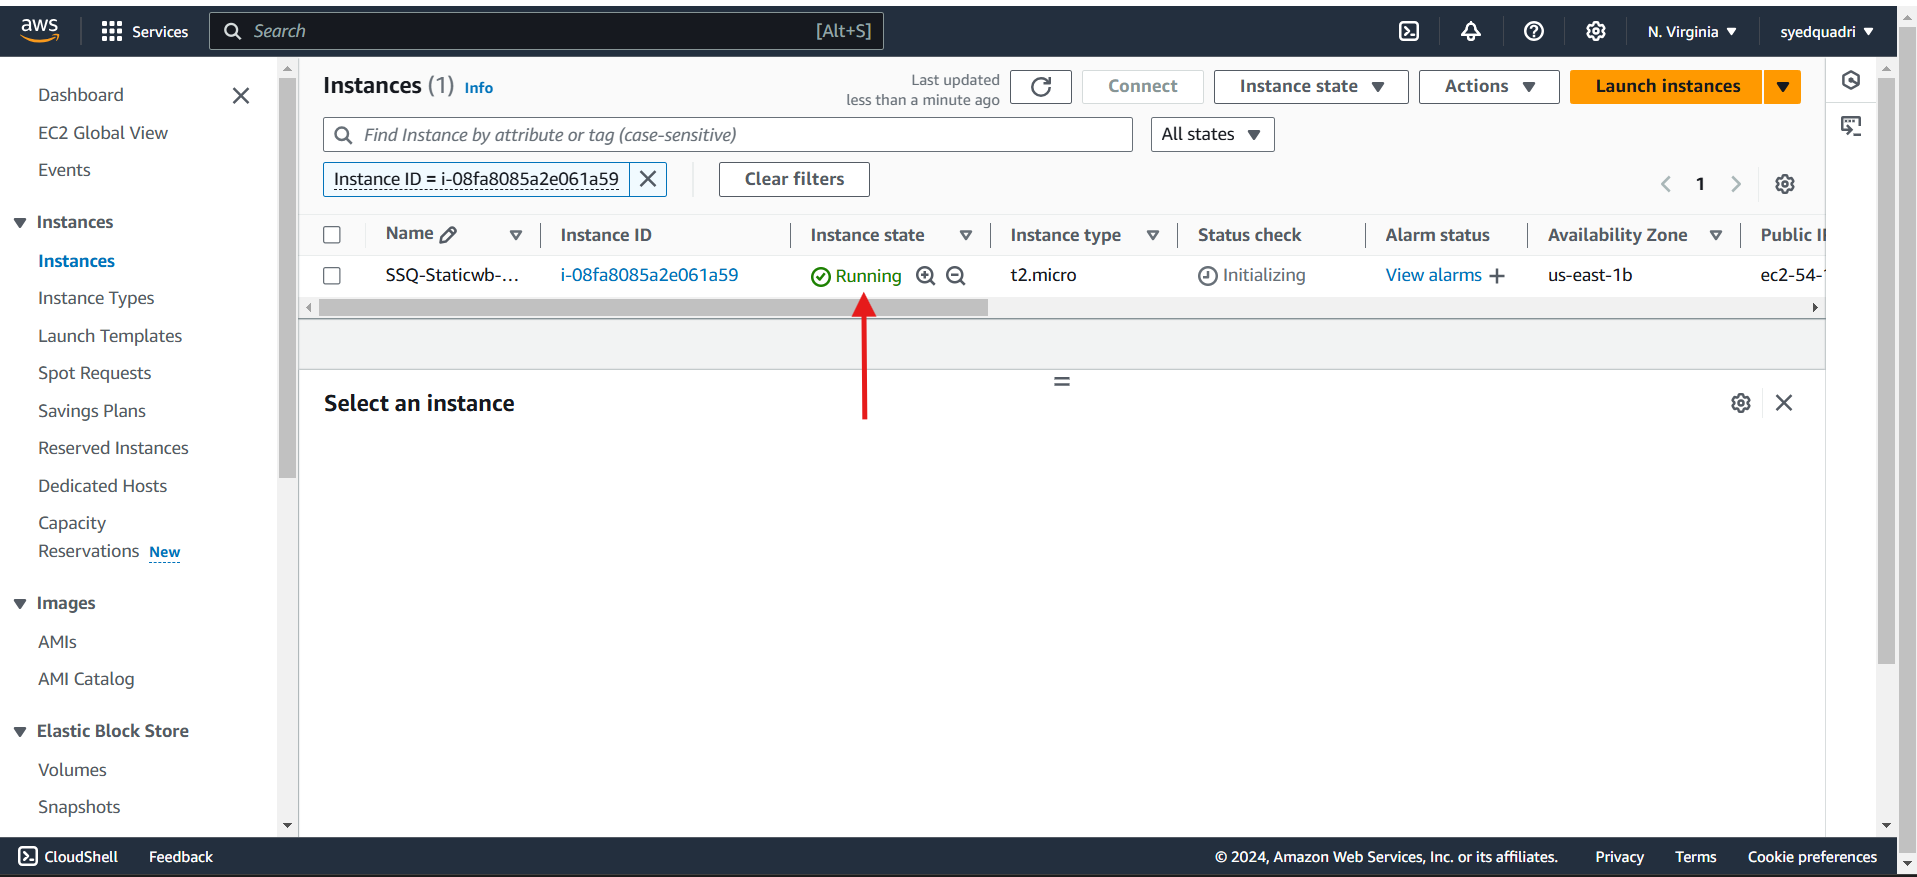 aws
Services
Search [Alt+S]
N. Virginia
syedquadri
Dashboard
EC2 Global View
Events
Instances
Instances
Instance Types
Launch Templates
Spot Requests
Savings Plans
Reserved Instances
Dedicated Hosts
Capacity
Reservations New
Images
AMIs
AMI Catalog
Elastic Block Store
Volumes
Snapshots
Instances (1) Info
Last updated
less than a minute ago
Connect
Instance state
Actions
Launch instances
Find Instance by attribute or tag (case-sensitive)
All states
Instance ID = i-08fa8085a2e061a59
Clear filters
1
Name Instance ID Instance state Instance type Status check Alarm status Availability Zone Public I
SSQ-Staticwb-... i-08fa8085a2e061a59 Running t2.micro Initializing View alarms + us-east-1b ec2-54-
Select an instance
CloudShell Feedback © 2024, Amazon Web Services, Inc. or its affiliates. Privacy Terms Cookie preferences